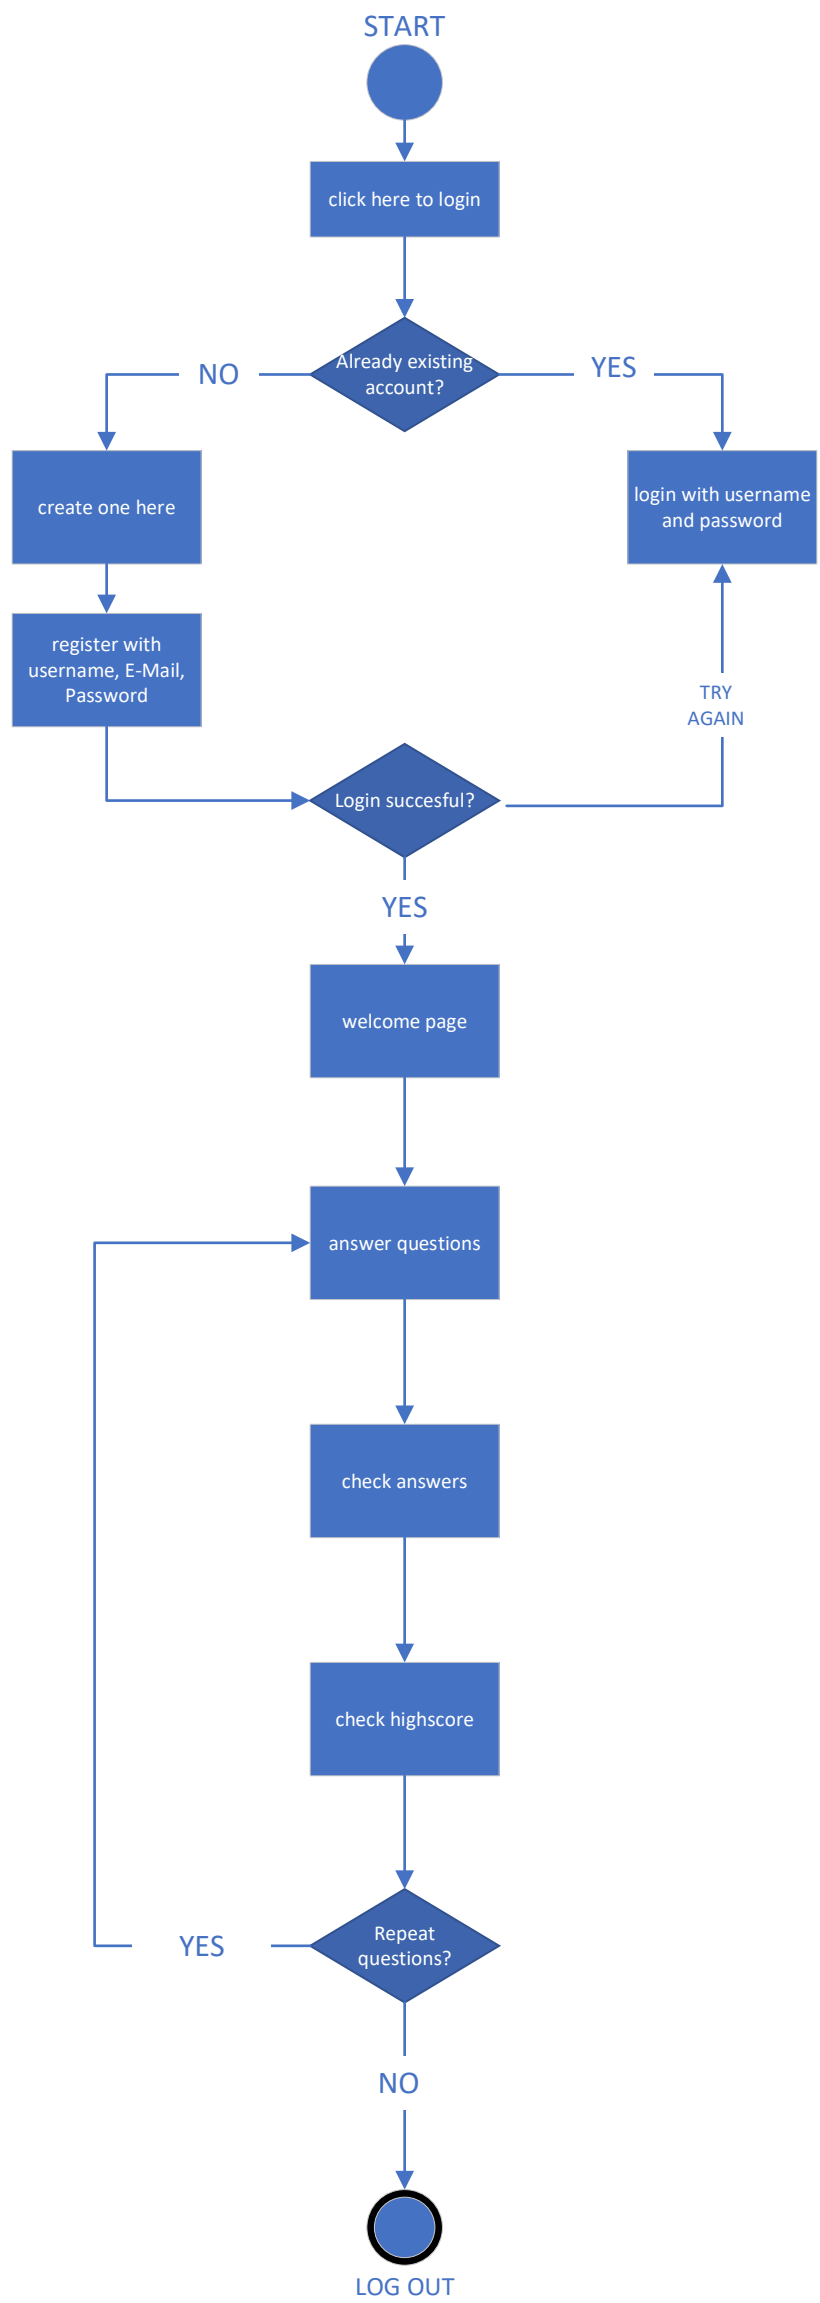 START
click here to login
Already existing
account?
NO
YES
create one here
login with username
and password
register with
username, E-Mail,
Password
TRY
AGAIN
Login succesful?
YES
welcome page
answer questions
check answers
check highscore
Repeat
questions?
YES
NO
LOG OUT